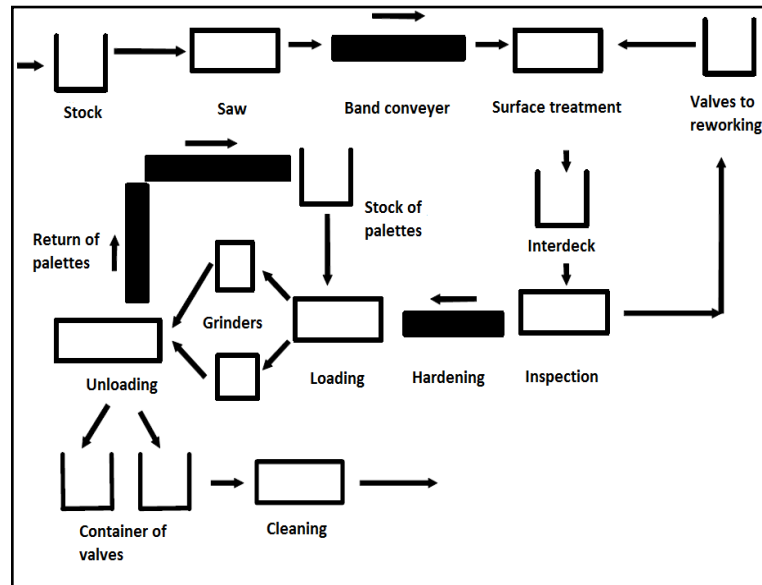 Stock
Saw
Band conveyer
Surface treatment
Valves to
reworking
Stock of
palettes
Return of
palettes
Interdeck
Grinders
Unloading
Loading
Hardening
Inspection
Container of
valves
Cleaning